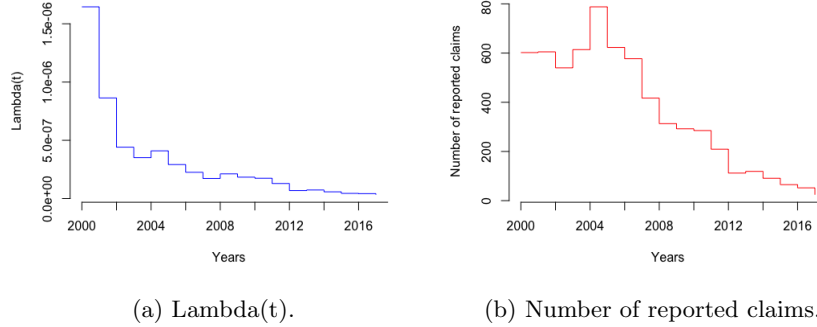 1.5e-06
1.0e-06
5.0e-07
0.0e+00
Lambda(t)
2000 2004 2008 2012 2016
Years
(a) Lambda(t).
80
600
400
200
0
Number of reported claims
2000 2004 2008 2012 2016
Years
(b) Number of reported claims.